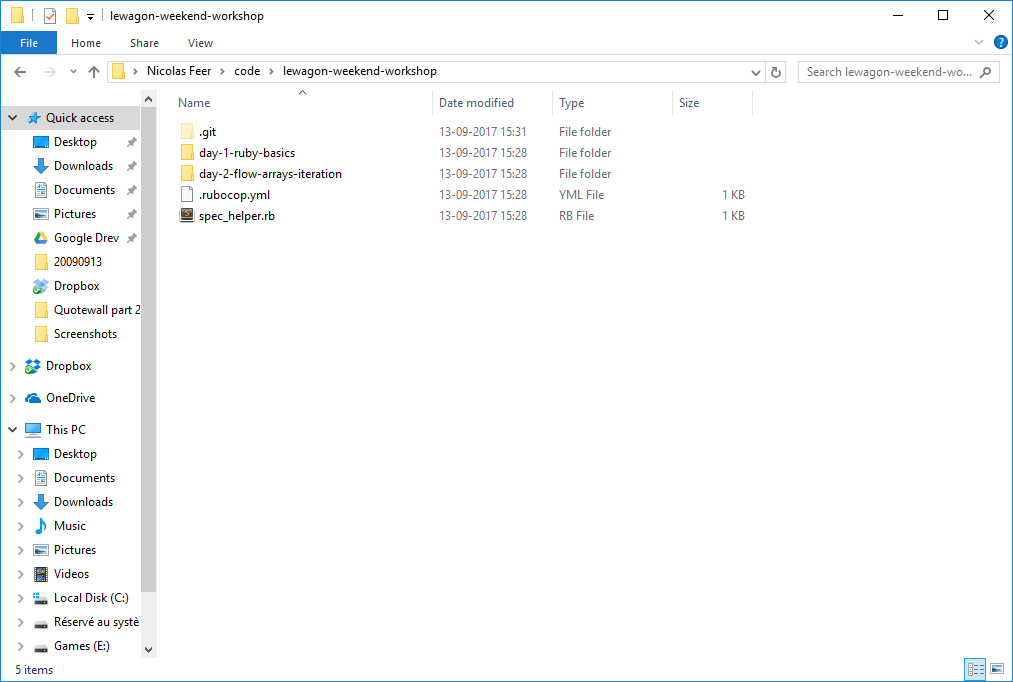 lewagon-weekend-workshop
File Home Share View
Nicolas Feer code lewagon-weekend-workshop Search lewagon-weekend-wo...
Name Date modified Type Size
.git 13-09-2017 15:31 File folder
day-1-ruby-basics 13-09-2017 15:28 File folder
day-2-flow-arrays-iteration 13-09-2017 15:28 File folder
.rubocop.yml 13-09-2017 15:28 YML File 1 KB
spec_helper.rb 13-09-2017 15:28 RB File 1 KB
Quick access
Desktop
Downloads
Documents
Pictures
Google Drev
20090913
Dropbox
Quotewall part 2
Screenshots
Dropbox
OneDrive
This PC
Desktop
Documents
Downloads
Music
Pictures
Videos
Local Disk (C:)
Réservé au systè
Games (E:)
5 items